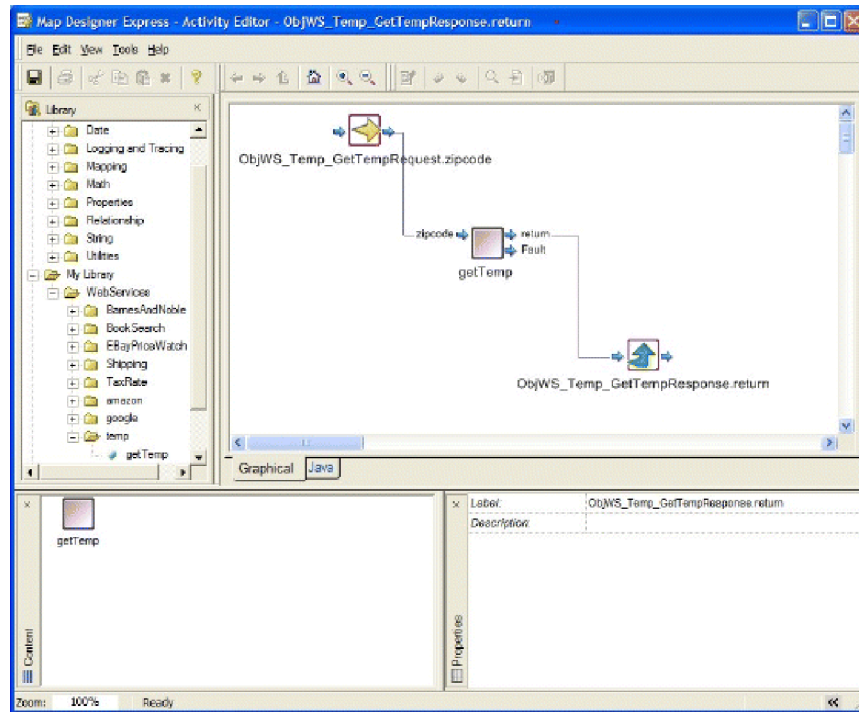 Map Designer Express - Activity Editor - ObjWS_Temp_GetTempResponse.return
File Edit View Tools Help
Library
Date
Logging and Tracing
Mapping
Math
Properties
Relationship
String
Utilities
My Library
WebServices
BarnesAndNoble
BookSearch
EBayPriceWatch
Shipping
TaxRate
amazon
google
temp
getTemp
ObjWS_Temp_GetTempRequest.zipcode
zipcode
return
Fault
getTemp
ObjWS_Temp_GetTempResponse.return
Graphical Java
getTemp
Content
Label: ObjWS_Temp_GetTempResponse.return
Description:
Properties
Zoom: 100% Ready